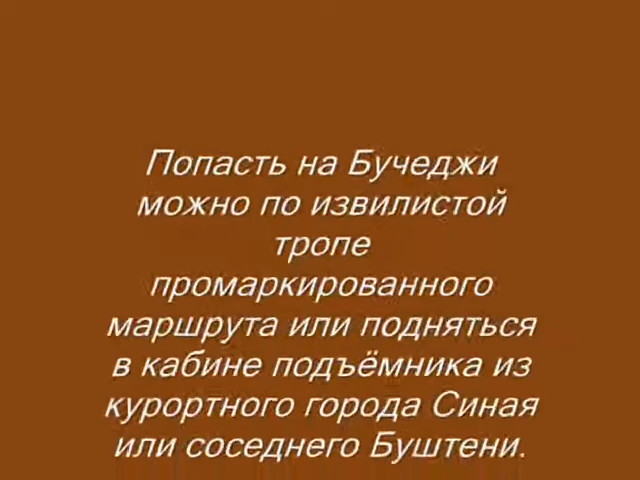 Попасть на Бучеджи
можно по извилистой
тропе
промаркированного
маршрута или подняться
в кабине подъёмника из
курортного города Синая
или соседнего Буштени.